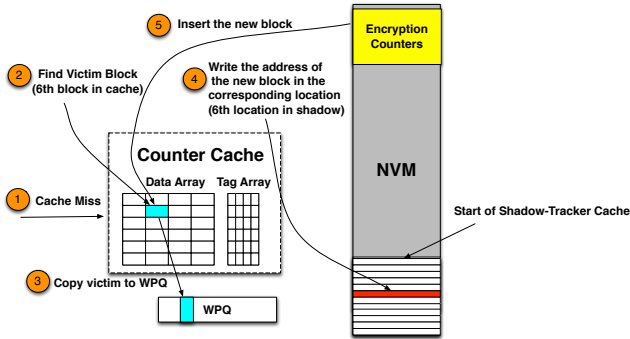 5 Insert the new block
Encryption
Counters
2 Find Victim Block
(6th block in cache)
4 Write the address of
the new block in the
corresponding location
(6th location in shadow)
Counter Cache
Data Array Tag Array
NVM
1 Cache Miss
Start of Shadow-Tracker Cache
3 Copy victim to WPQ
WPQ